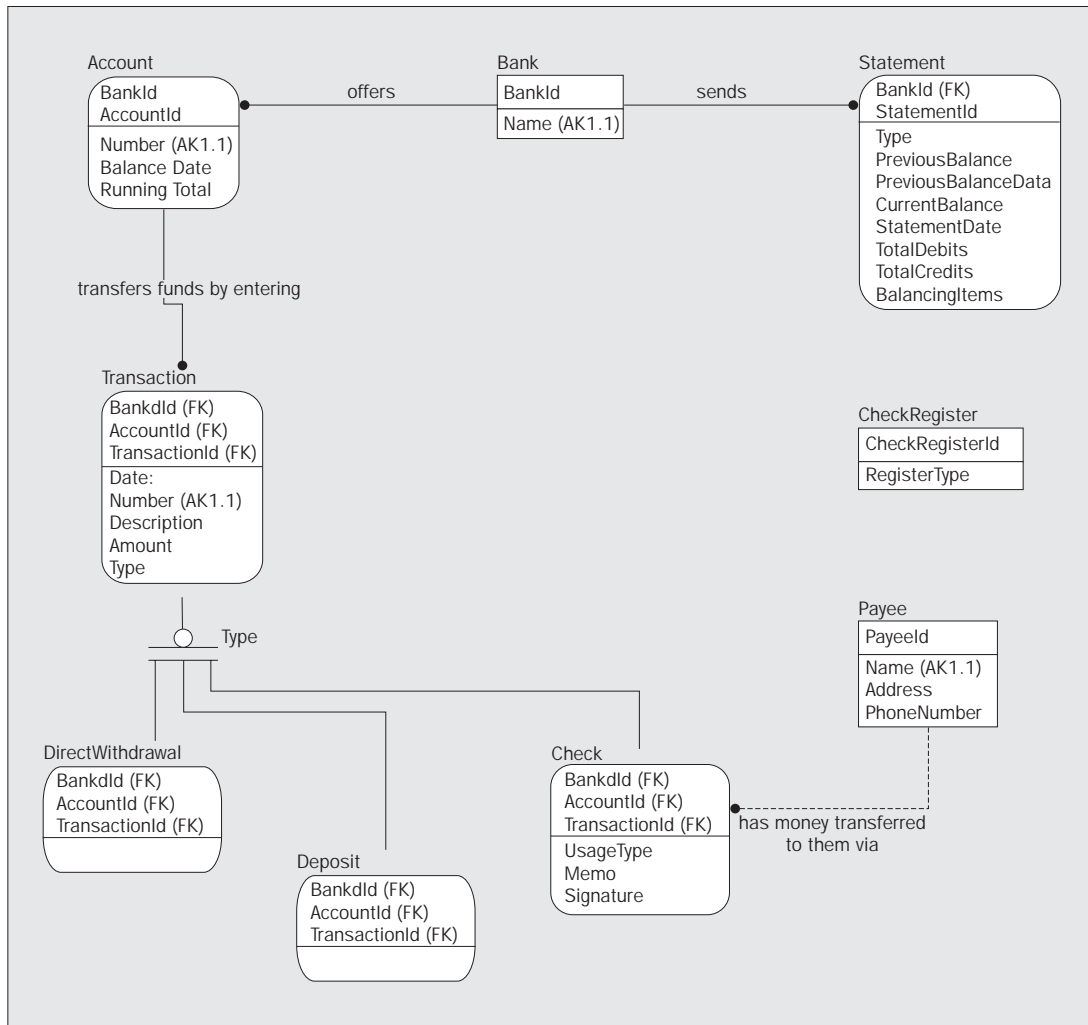 Account
BankId
AccountId
Number (AK1.1)
Balance Date
Running Total
offers
Bank
BankId
Name (AK1.1)
sends
Statement
BankId (FK)
StatementId
Type
PreviousBalance
PreviousBalanceData
CurrentBalance
StatementDate
TotalDebits
TotalCredits
BalancingItems
transfers funds by entering
Transaction
BankdId (FK)
AccountId (FK)
TransactionId (FK)
Date:
Number (AK1.1)
Description
Amount
Type
CheckRegister
CheckRegisterId
RegisterType
Type
Payee
PayeeId
Name (AK1.1)
Address
PhoneNumber
DirectWithdrawal
BankdId (FK)
AccountId (FK)
TransactionId (FK)
Deposit
BankdId (FK)
AccountId (FK)
TransactionId (FK)
Check
BankdId (FK)
AccountId (FK)
TransactionId (FK)
UsageType
Memo
Signature
has money transferred
to them via